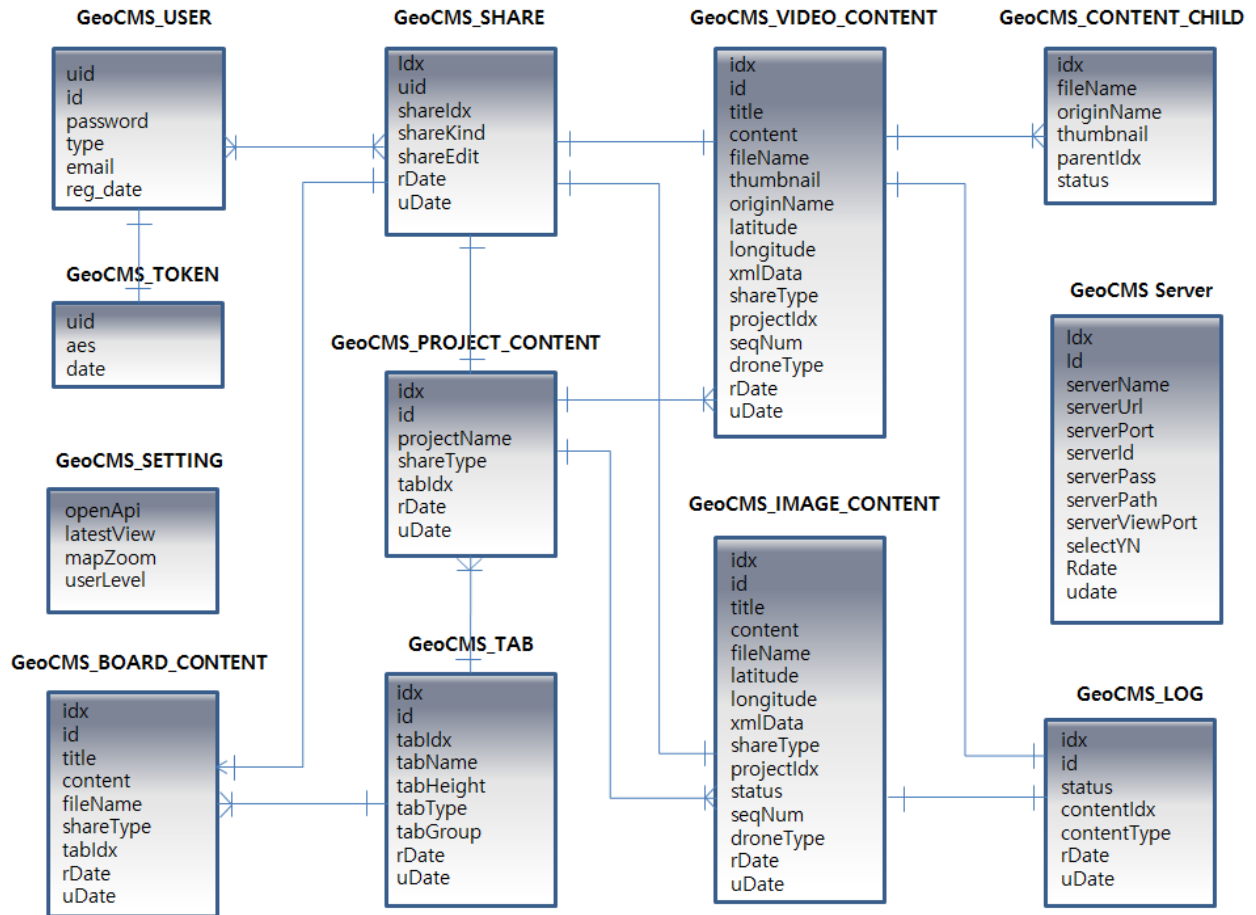 GeoCMS_USER
uid
id
password
type
email
reg_date
GeoCMS_SHARE
Idx
uid
shareIdx
shareKind
shareEdit
rDate
uDate
GeoCMS_VIDEO_CONTENT
idx
id
title
content
fileName
thumbnail
originName
latitude
longitude
xmlData
shareType
projectIdx
seqNum
droneType
rDate
uDate
GeoCMS_CONTENT_CHILD
idx
fileName
originName
thumbnail
parentIdx
status
GeoCMS_TOKEN
uid
aes
date
GeoCMS_PROJECT_CONTENT
idx
id
projectName
shareType
tabIdx
rDate
uDate
GeoCMS Server
Idx
Id
serverName
serverUrl
serverPort
serverId
serverPass
serverPath
serverViewPort
selectYN
Rdate
udate
GeoCMS_SETTING
openApi
latestView
mapZoom
userLevel
GeoCMS_IMAGE_CONTENT
idx
id
title
content
fileName
latitude
longitude
xmlData
shareType
projectIdx
status
seqNum
droneType
rDate
uDate
GeoCMS_BOARD_CONTENT
idx
id
title
content
fileName
shareType
tabIdx
rDate
uDate
GeoCMS_TAB
idx
id
tabIdx
tabName
tabHeight
tabType
tabGroup
rDate
uDate
GeoCMS_LOG
idx
id
status
contentIdx
contentType
rDate
uDate